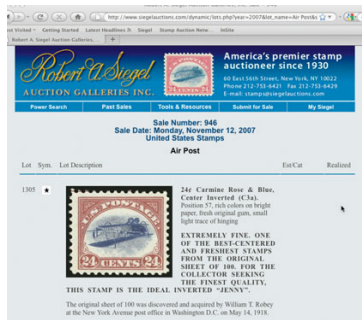 http://www.siegelauctions.com/dynamic/lots.php?year=2007&lot_name=Air Post&s
Most Visited Getting Started Latest Headlines Siegel Stamp Auction Netw... InSite
Robert A. Siegel Auction Galleries...
Robert A. Siegel
AUCTION GALLERIES INC.
America's premier stamp
auctioneer since 1930
60 East 56th Street, New York, NY 10022
Phone 212-753-6421 Fax 212-753-6429
E-mail: stamps@siegelauctions.com
Power Search Past Sales Tools & Resources Submit for Sale My Siegel
Sale Number: 946
Sale Date: Monday, November 12, 2007
United States Stamps
Air Post
Lot Sym. Lot Description Est/Cat Realized
1305 ★
U.S. POSTAGE
24 CENTS 24
24c Carmine Rose & Blue,
Center Inverted (C3a).
Position 57, rich colors on bright
paper, fresh original gum, small
light trace of hinging
EXTREMELY FINE. ONE
OF THE BEST-CENTERED
AND FRESHEST STAMPS
FROM THE ORIGINAL
SHEET OF 100. FOR THE
COLLECTOR SEEKING
THE FINEST QUALITY,
THIS STAMP IS THE IDEAL INVERTED "JENNY".
The original sheet of 100 was discovered and acquired by William T. Robey
at the New York Avenue post office in Washington D.C. on May 14, 1918.